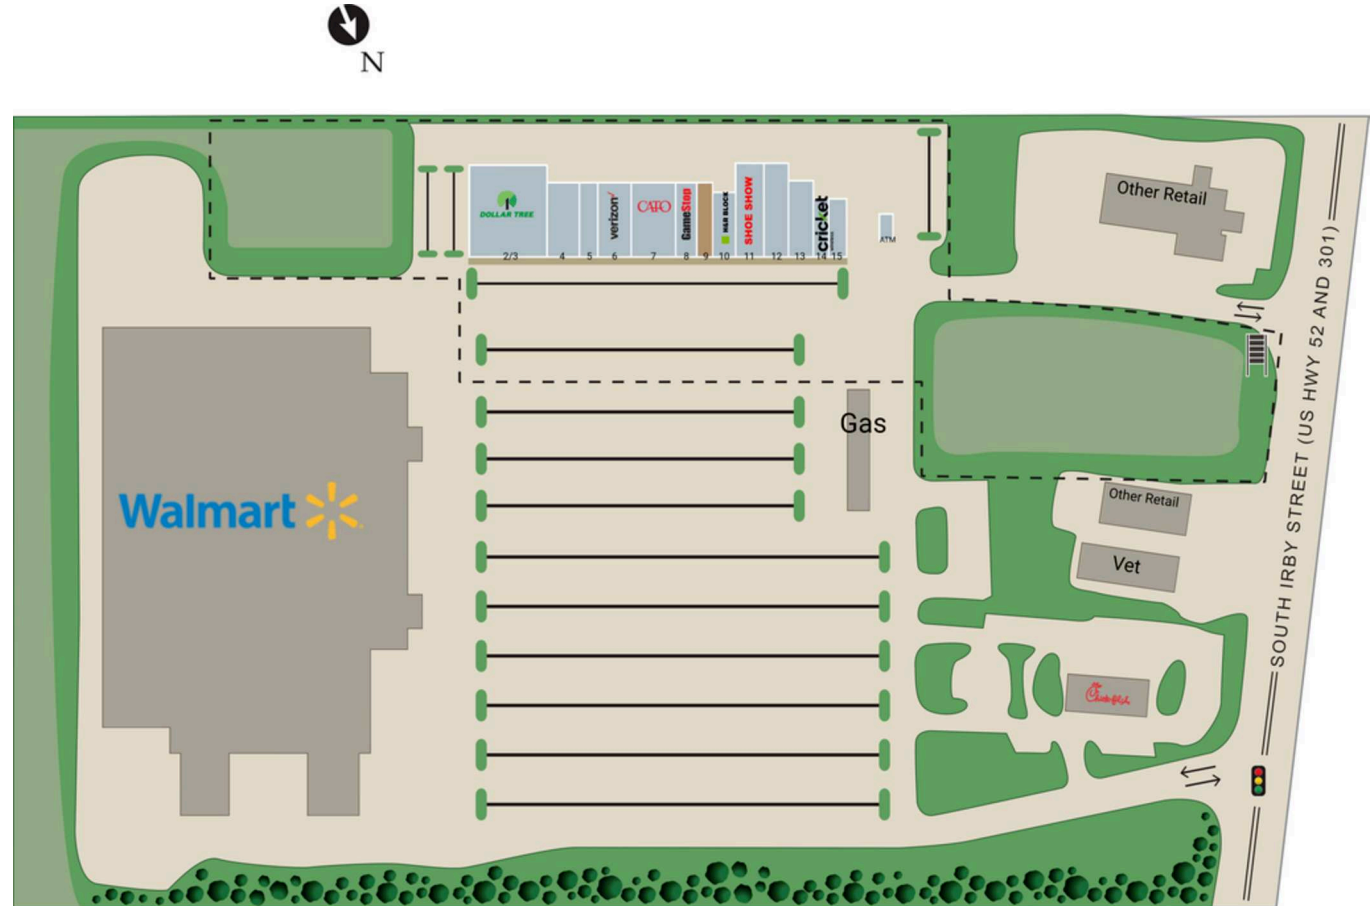 N
DOLLAR TREE
verizon
CATO
GameStop
H&R BLOCK
SHOE SHOW
cricket
2/3 4 5 6 7 8 9 10 11 12 13 14 15
ATM
Other Retail
Gas
Walmart
Other Retail
Vet
Chick-fil-A
SOUTH IRBY STREET (US HWY 52 AND 301)